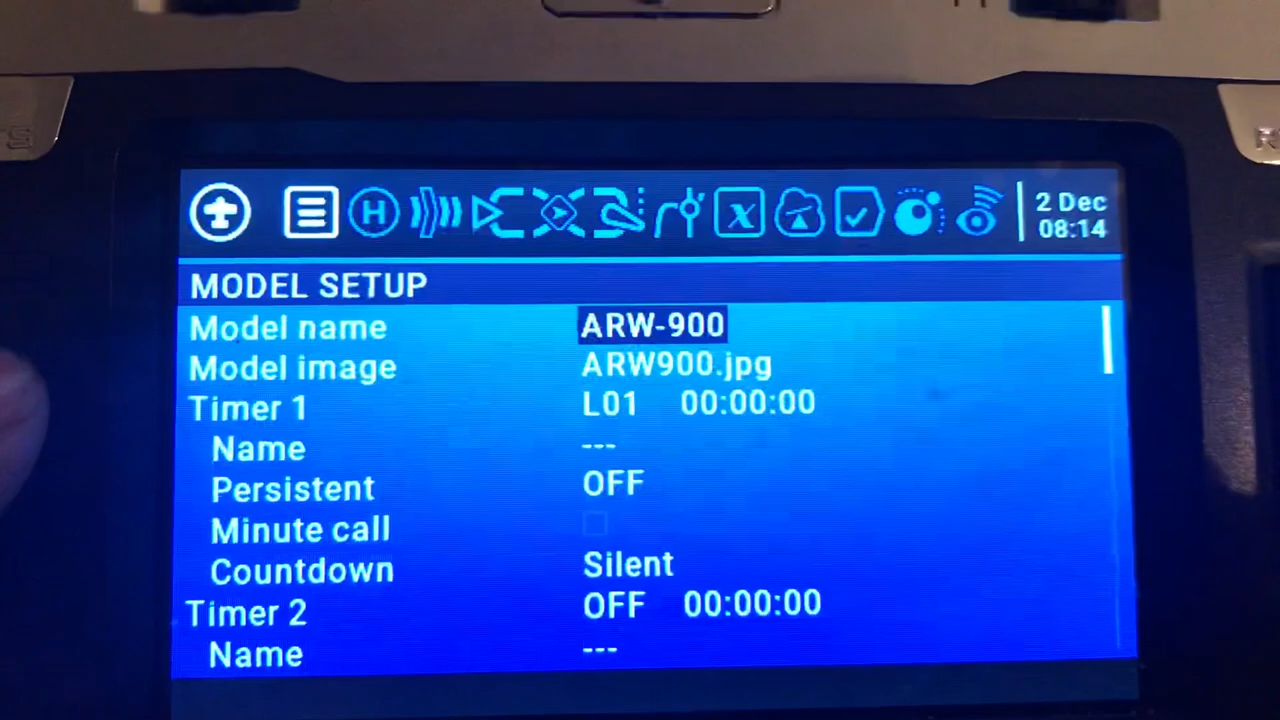 2 Dec
08:14
MODEL SETUP
Model name ARW-900
Model image ARW900.jpg
Timer 1 L01 00:00:00
Name ---
Persistent OFF
Minute call
Countdown Silent
Timer 2 OFF 00:00:00
Name ---